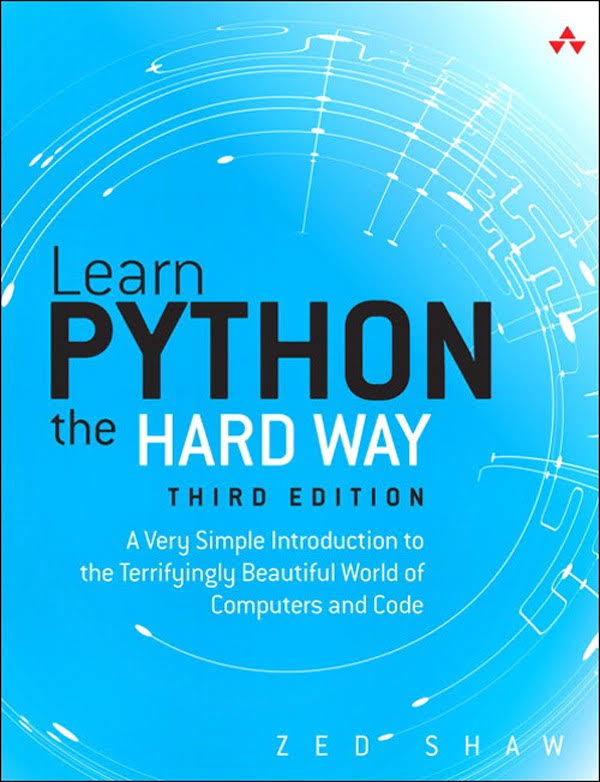 Learn
PYTHON
the HARD WAY
THIRD EDITION
A Very Simple Introduction to
the Terrifyingly Beautiful World of
Computers and Code
ZED SHAW